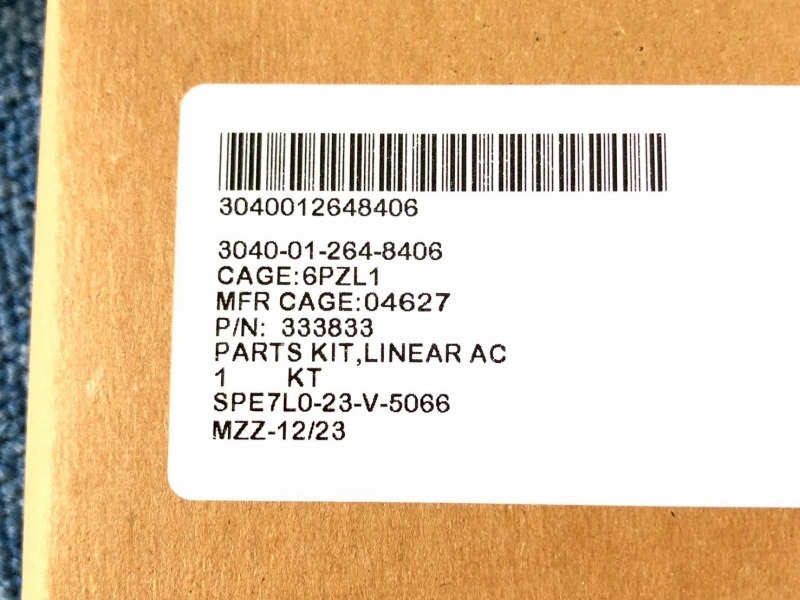 3040012648406
3040-01-264-8406
CAGE:6PZL1
MFR CAGE:04627
P/N: 333833
PARTS KIT,LINEAR AC
1 KT
SPE7L0-23-V-5066
MZZ-12/23